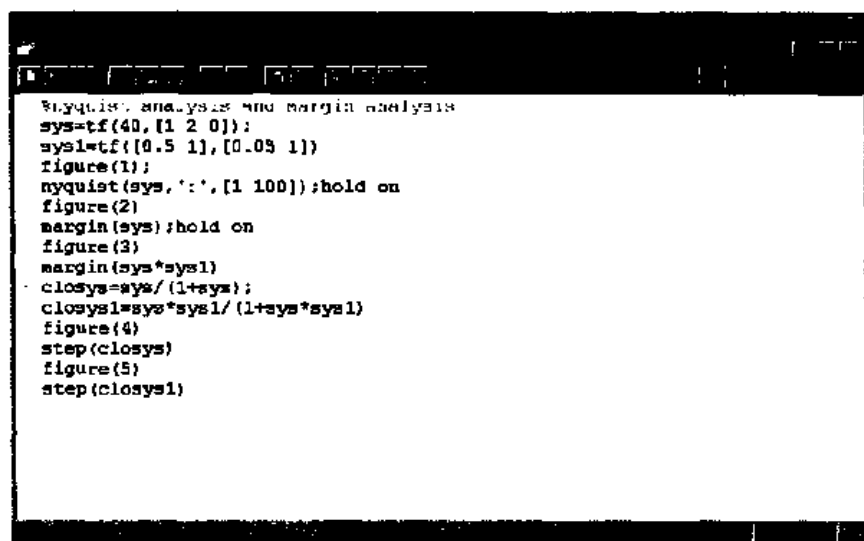 %nyquist analysis and margin analysis
sys=tf(40,[1 2 0]);
sys1=tf([0.5 1],[0.05 1])
figure(1);
nyquist(sys,':',[1 100]);hold on
figure(2)
margin(sys);hold on
figure(3)
margin(sys*sys1)
closys=sys/(1+sys);
closys1=sys*sys1/(1+sys*sys1)
figure(4)
step(closys)
figure(5)
step(closys1)